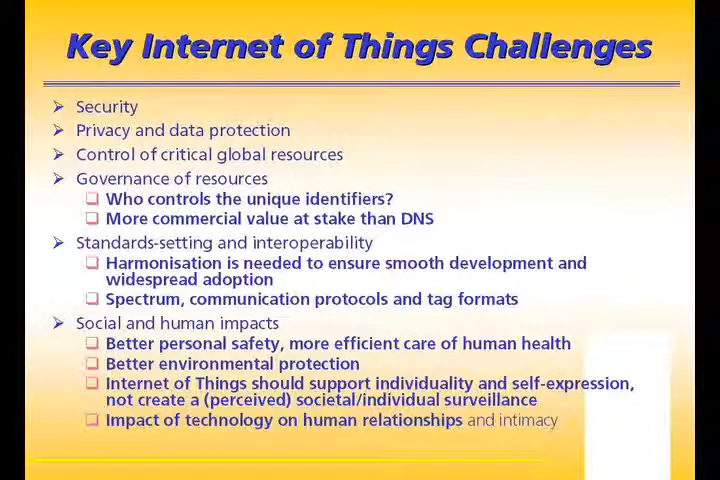 Key Internet of Things Challenges
Security
Privacy and data protection
Control of critical global resources
Governance of resources
Who controls the unique identifiers?
More commercial value at stake than DNS
Standards-setting and interoperability
Harmonisation is needed to ensure smooth development and
widespread adoption
Spectrum, communication protocols and tag formats
Social and human impacts
Better personal safety, more efficient care of human health
Better environmental protection
Internet of Things should support individuality and self-expression,
not create a (perceived) societal/individual surveillance
Impact of technology on human relationships and intimacy